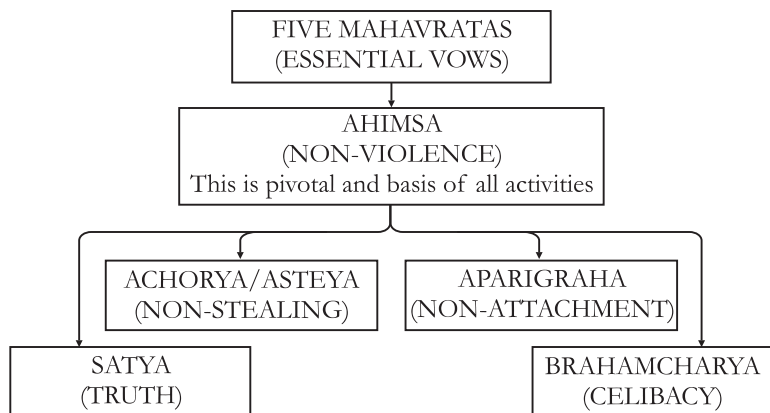 FIVE MAHAVRATAS
(ESSENTIAL VOWS)
AHIMSA
(NON-VIOLENCE)
This is pivotal and basis of all activities
ACHORYA/ASTEYA
(NON-STEALING)
APARIGRAHA
(NON-ATTACHMENT)
SATYA
(TRUTH)
BRAHAMCHARYA
(CELIBACY)